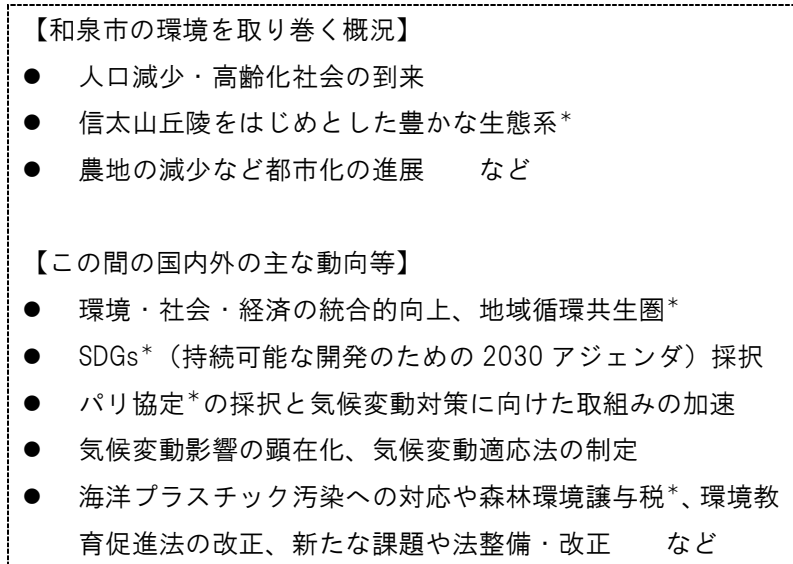 【和泉市の環境を取り巻く概況】
● 人口減少・高齢化社会の到来
● 信太山丘陵をはじめとした豊かな生態系*
● 農地の減少など都市化の進展　　など
【この間の国内外の主な動向等】
● 環境・社会・経済の統合的向上、地域循環共生圏*
● SDGs*（持続可能な開発のための 2030 アジェンダ）採択
● パリ協定*の採択と気候変動対策に向けた取組みの加速
● 気候変動影響の顕在化、気候変動適応法の制定
● 海洋プラスチック汚染への対応や森林環境譲与税*、環境教
育促進法の改正、新たな課題や法整備・改正　　など